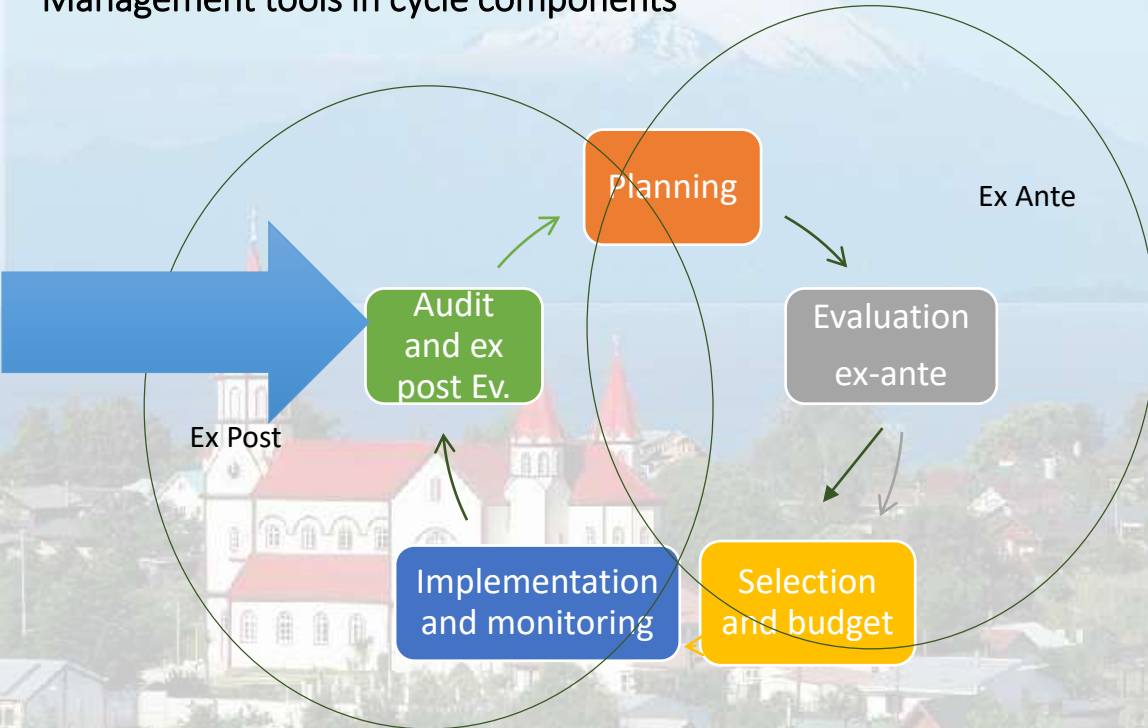 Management tools in cycle components
Planning
Ex Ante
Audit
and ex
post Ev.
Evaluation
ex-ante
Ex Post
Implementation
and monitoring
Selection
and budget